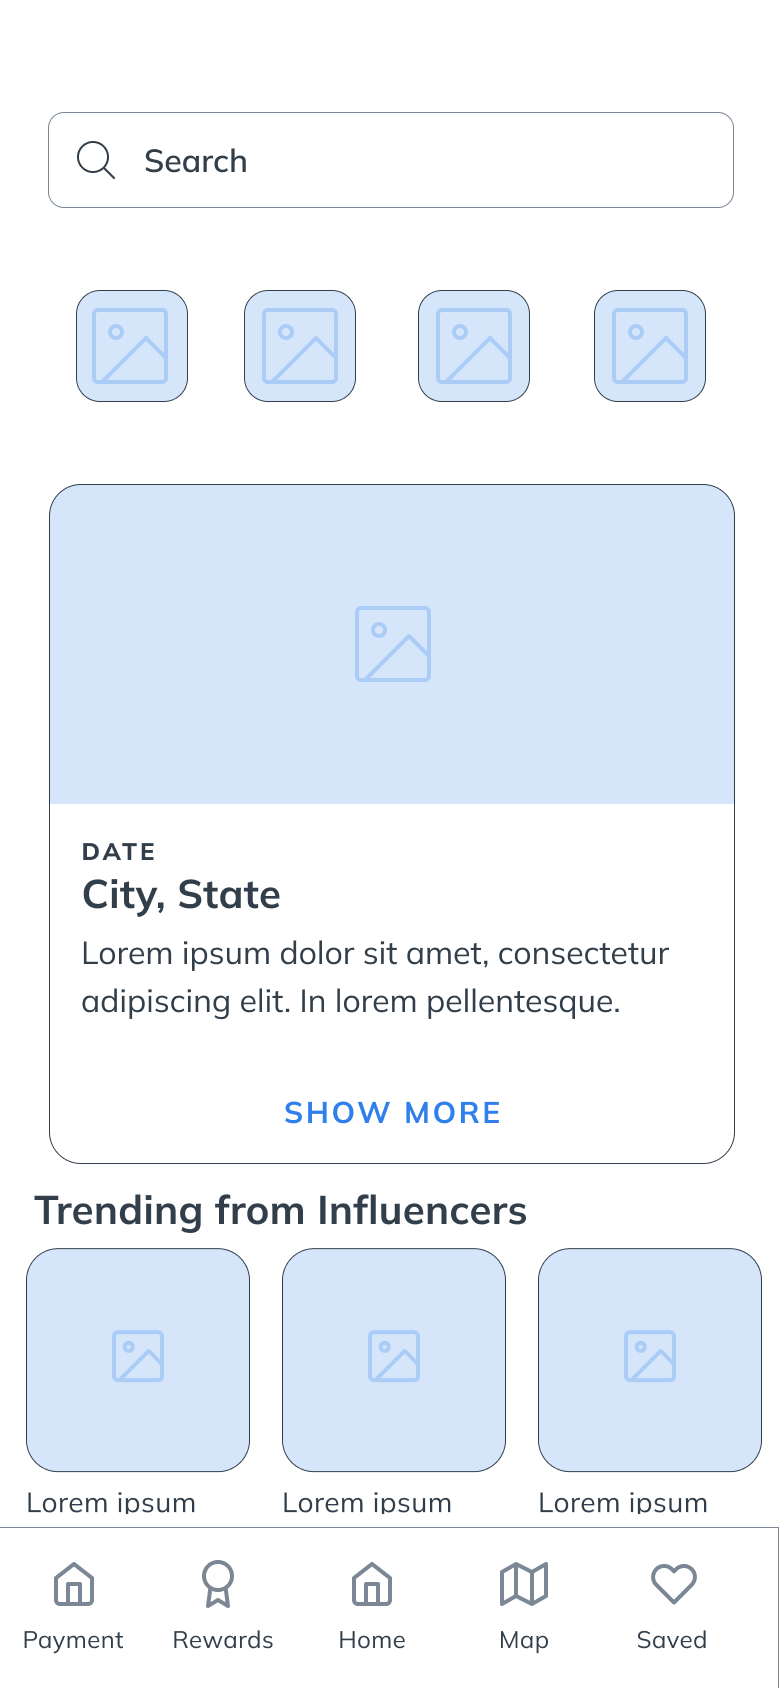 Search
DATE
City, State
Lorem ipsum dolor sit amet, consectetur
adipiscing elit. In lorem pellentesque.
SHOW MORE
Trending from Influencers
Lorem ipsum Lorem ipsum Lorem ipsum
Payment Rewards Home Map Saved